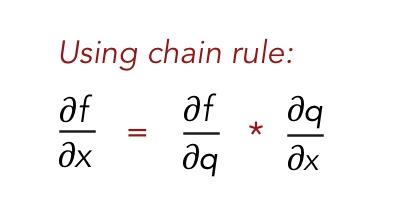 Using chain rule:
∂f/∂x = ∂f/∂q * ∂q/∂x